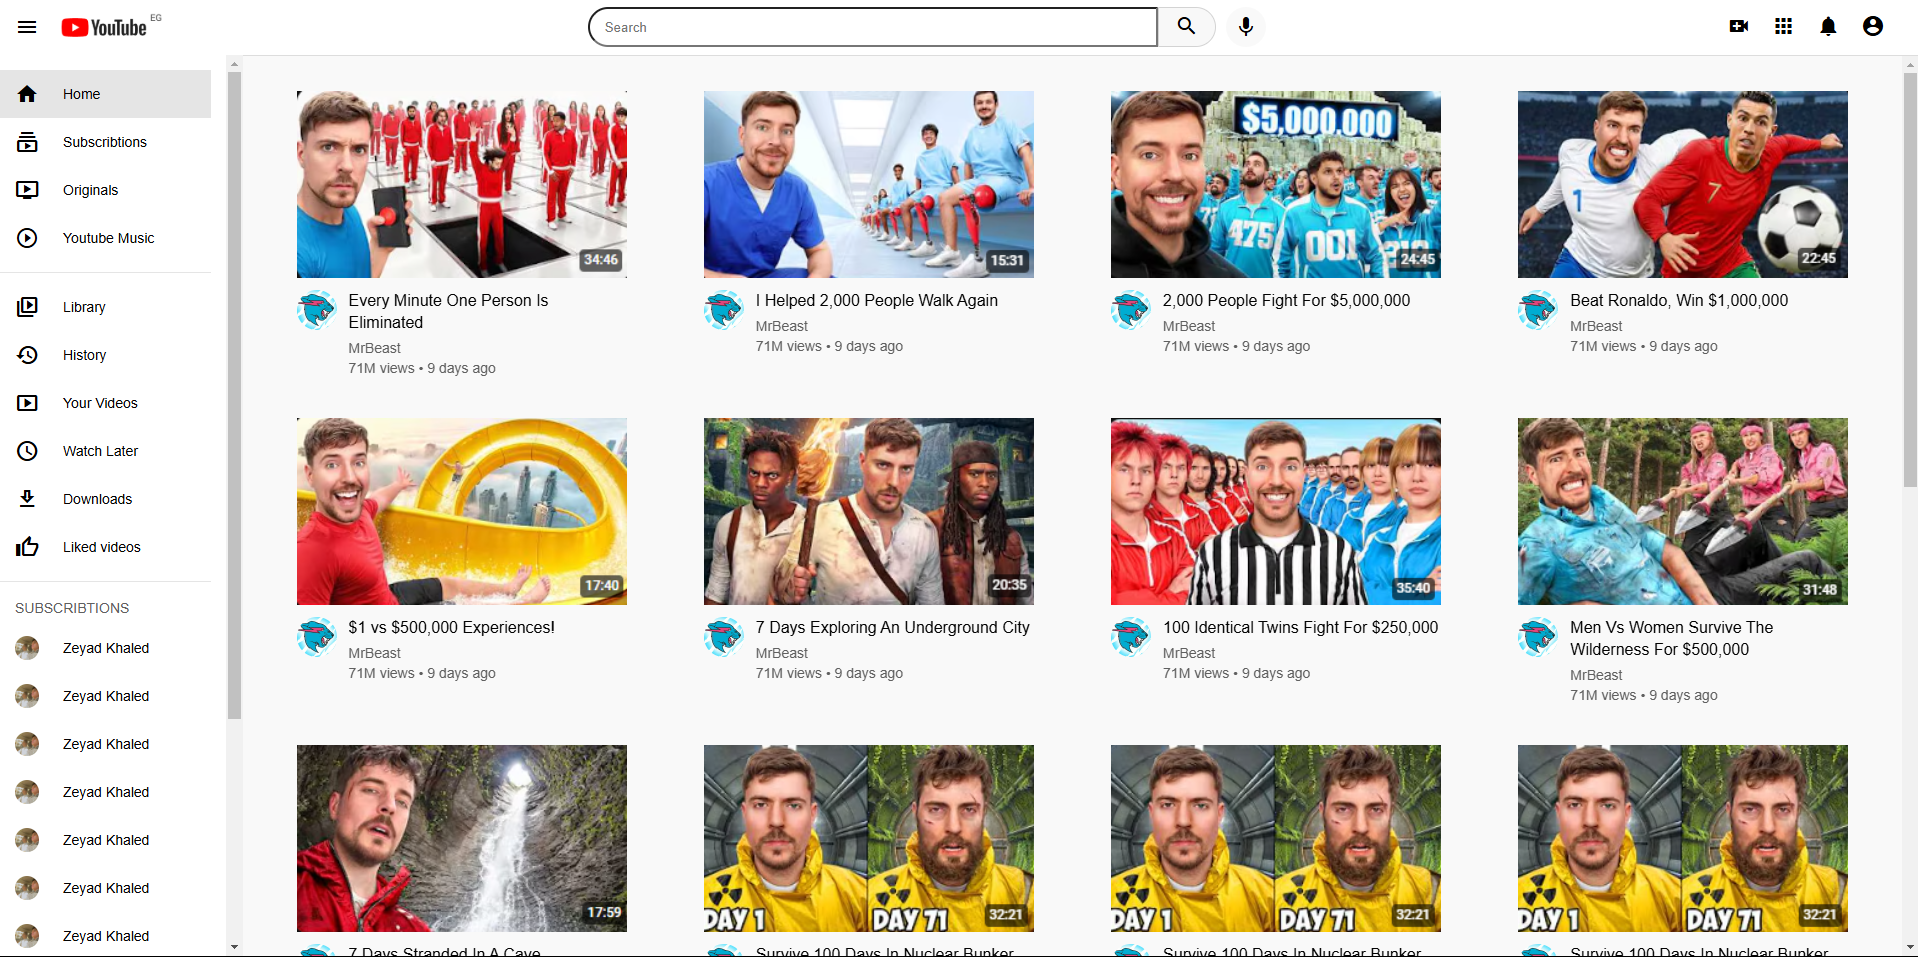 YouTube EG
Search
Home
Subscribtions
Originals
Youtube Music
Library
History
Your Videos
Watch Later
Downloads
Liked videos
SUBSCRIBTIONS
Zeyad Khaled
Zeyad Khaled
Zeyad Khaled
Zeyad Khaled
Zeyad Khaled
Zeyad Khaled
Zeyad Khaled
34:46
Every Minute One Person Is
Eliminated
MrBeast
71M views • 9 days ago
15:31
I Helped 2,000 People Walk Again
MrBeast
71M views • 9 days ago
$5,000,000
475
001
24:45
2,000 People Fight For $5,000,000
MrBeast
71M views • 9 days ago
1
7
22:45
Beat Ronaldo, Win $1,000,000
MrBeast
71M views • 9 days ago
17:40
$1 vs $500,000 Experiences!
MrBeast
71M views • 9 days ago
20:35
7 Days Exploring An Underground City
MrBeast
71M views • 9 days ago
35:40
100 Identical Twins Fight For $250,000
MrBeast
71M views • 9 days ago
31:48
Men Vs Women Survive The
Wilderness For $500,000
MrBeast
71M views • 9 days ago
17:59
7 Days Stranded In A Cave
DAY 1 DAY 71
32:21
Survive 100 Days In Nuclear Bunker
DAY 1 DAY 71
32:21
Survive 100 Days In Nuclear Bunker
DAY 1 DAY 71
32:21
Survive 100 Days In Nuclear Bunker